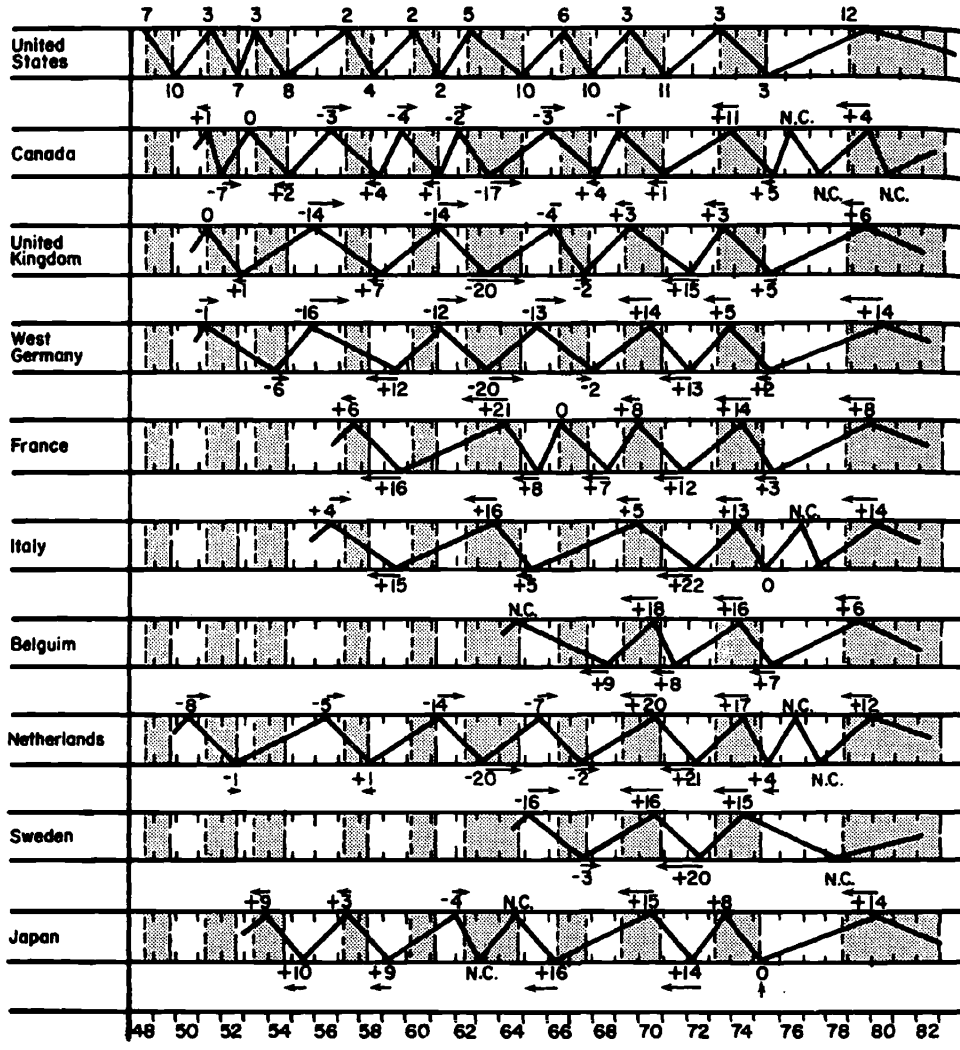 7 3 3 2 2 5 6 3 3 12
United
States
10 7 8 4 2 10 10 11 3
+1 0 -3 -4 -2 -3 -1 +11 N.C. +4
Canada
-7 +2 +4 +1 -17 +4 +1 +5 N.C. N.C.
0 -14 -14 -4 +3 +3 +6
United
Kingdom
+1 +7 -20 -2 +15 +5
-1 -16 -12 -13 +14 +5 +14
West
Germany
-6 +12 -20 -2 +13 +2
+6 +21 0 +8 +14 +8
France
+16 +8 +7 +12 +3
+4 +16 +5 +13 N.C. +14
Italy
+15 +5 +22 0
N.C. +18 +16 +6
Belguim
+9 +8 +7
-8 -5 -14 -7 +20 +17 N.C. +12
Netherlands
-1 +1 -20 -2 +21 +4 N.C.
-16 +16 +15
Sweden
-3 +20 N.C.
+9 +3 -4 N.C. +15 +8 +14
Japan
+10 +9 N.C. +16 +14 0
48 50 52 54 56 58 60 62 64 66 68 70 72 74 76 78 80 82